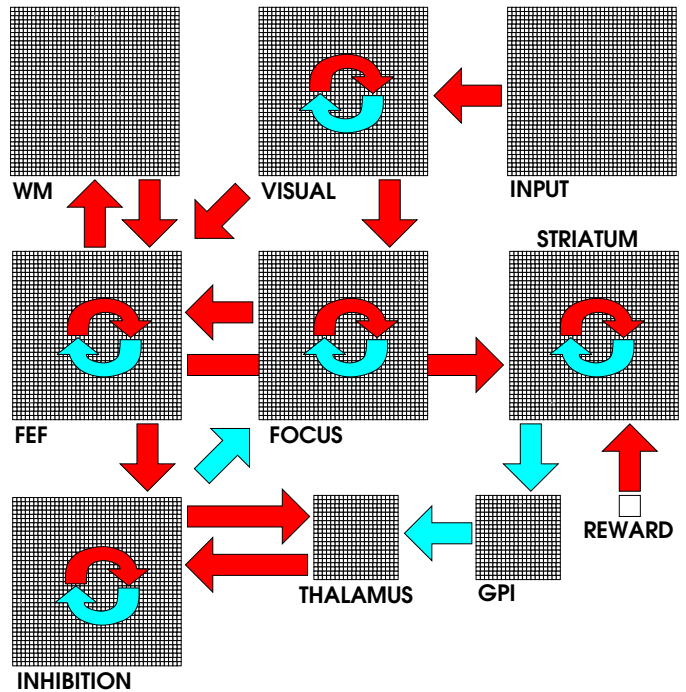 WM
VISUAL
INPUT
STRIATUM
FEF
FOCUS
REWARD
THALAMUS
GPI
INHIBITION